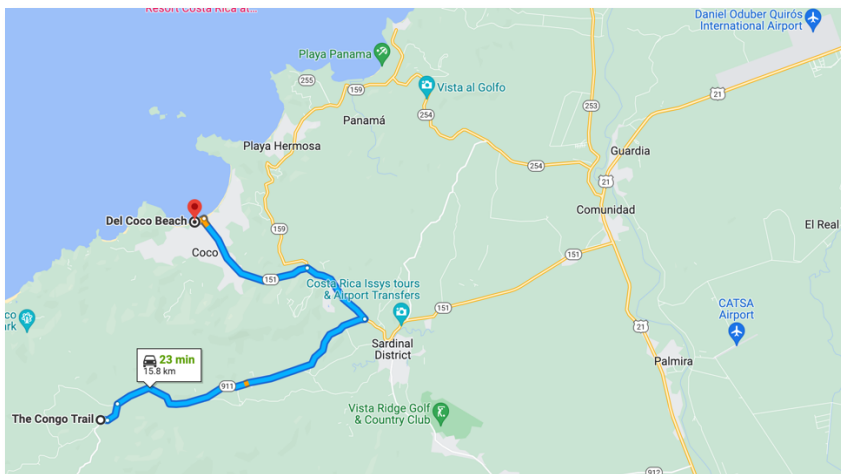 Resort Costa Rica at...
Daniel Oduber Quirós
International Airport
Playa Panama
255
159
Vista al Golfo
21
253
254
Panamá
Playa Hermosa
Guardia
254
21
Del Coco Beach
Comunidad
159
El Real
Coco
151
151
Costa Rica Issys tours
& Airport Transfers
CATSA
Airport
151
21
Sardinal
District
23 min
15.8 km
Palmira
911
The Congo Trail
Vista Ridge Golf
& Country Club
912